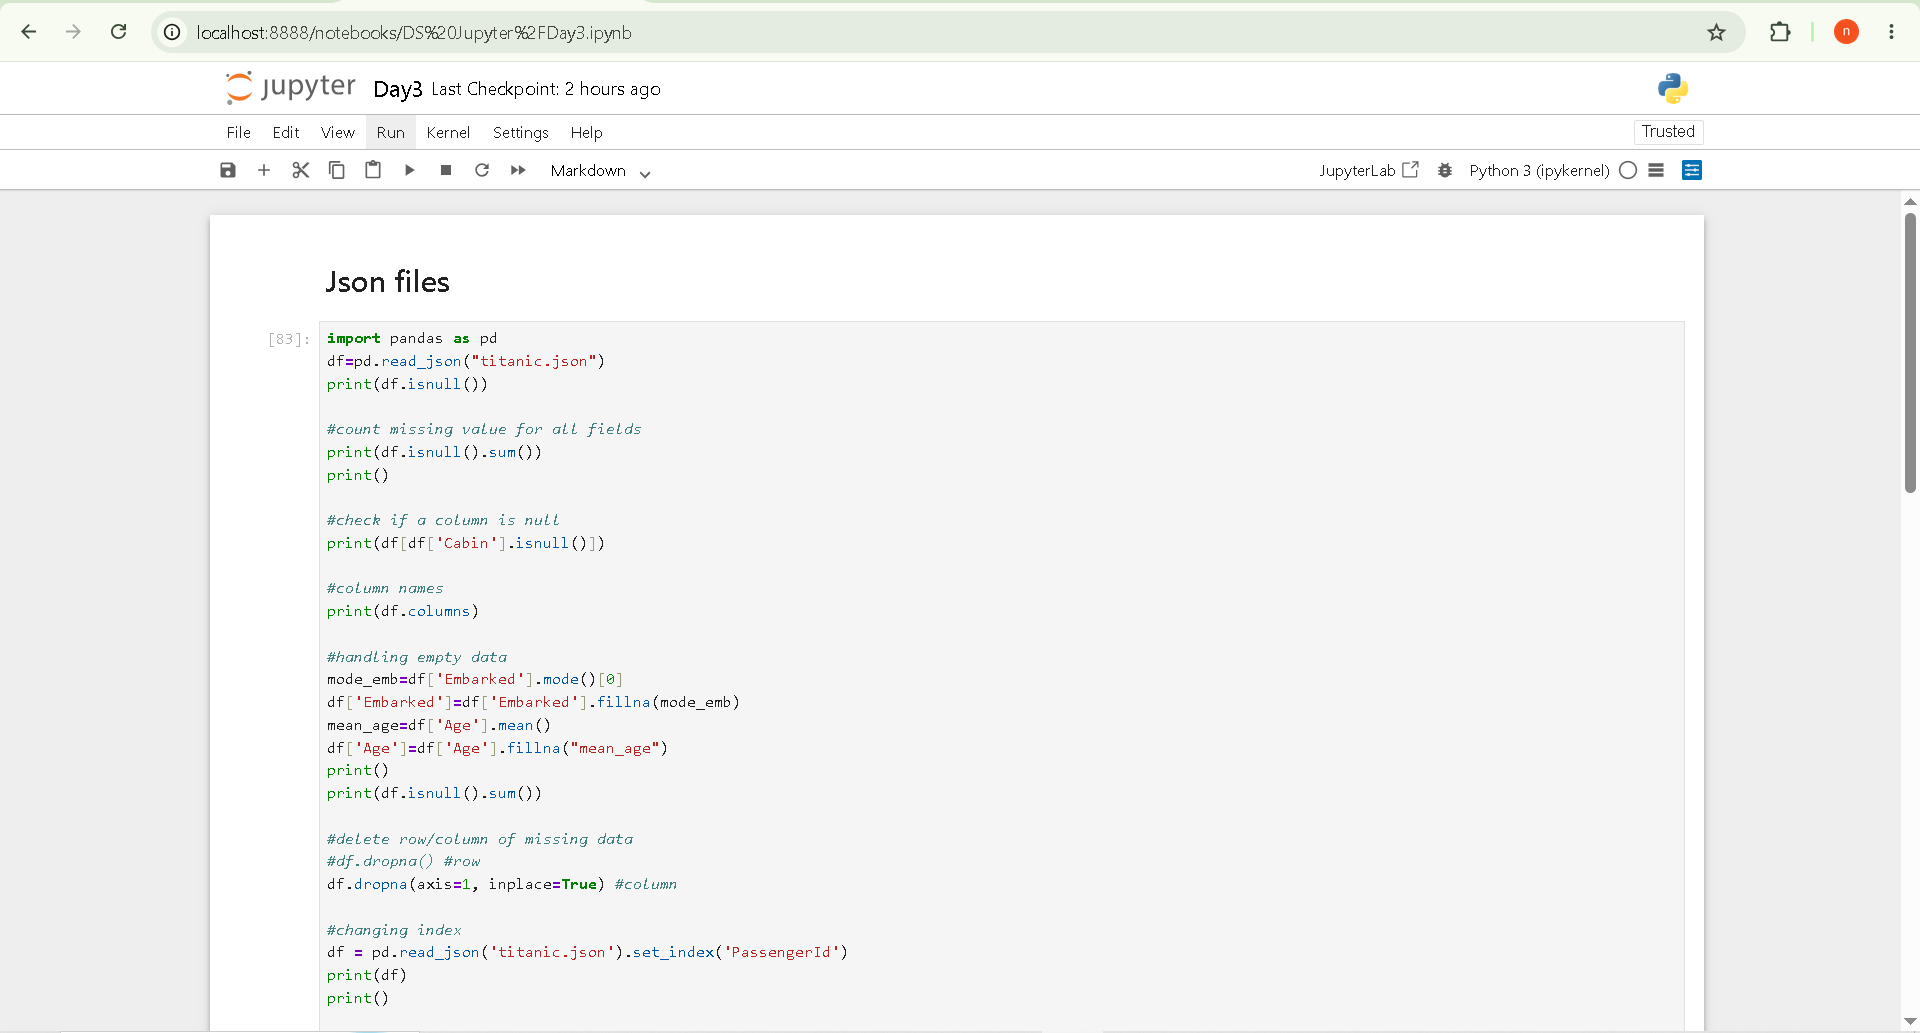 localhost:8888/notebooks/DS%20Jupyter%2FDay3.ipynb
n
jupyter Day3 Last Checkpoint: 2 hours ago
File Edit View Run Kernel Settings Help
Trusted
Markdown
JupyterLab
Python 3 (ipykernel)
Json files
[83]:
import pandas as pd
df=pd.read_json("titanic.json")
print(df.isnull())
#count missing value for all fields
print(df.isnull().sum())
print()
#check if a column is null
print(df[df['Cabin'].isnull()])
#column names
print(df.columns)
#handling empty data
mode_emb=df['Embarked'].mode()[0]
df['Embarked']=df['Embarked'].fillna(mode_emb)
mean_age=df['Age'].mean()
df['Age']=df['Age'].fillna("mean_age")
print()
print(df.isnull().sum())
#delete row/column of missing data
#df.dropna() #row
df.dropna(axis=1, inplace=True) #column
#changing index
df = pd.read_json('titanic.json').set_index('PassengerId')
print(df)
print()